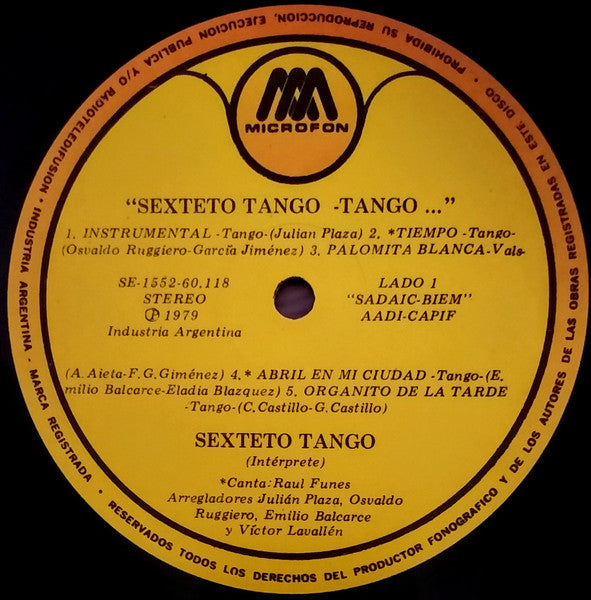 MICROFON
"SEXTETO TANGO -TANGO ..."
1. INSTRUMENTAL -Tango-(Julian Plaza) 2. *TIEMPO -Tango-
(Osvaldo Ruggiero-García Jiménez) 3. PALOMITA BLANCA-Vals-
SE-1552-60.118
STEREO
Ⓟ 1979
Industria Argentina
LADO 1
"SADAIC-BIEM"
AADI-CAPIF
(A. Aieta-F. G. Giménez) 4.* ABRIL EN MI CIUDAD -Tango-(E.
milio Balcarce-Eladia Blazquez) 5. ORGANITO DE LA TARDE
-Tango-(C. Castillo-G. Castillo)
SEXTETO TANGO
(Intérprete)
*Canta: Raul Funes
Arregladores Julián Plaza, Osvaldo
Ruggiero, Emilio Balcarce
y Víctor Lavallén
INDUSTRIA ARGENTINA - MARCA REGISTRADA • RESERVADOS TODOS LOS DERECHOS DEL PRODUCTOR FONOGRAFICO Y DE LOS AUTORES DE LAS OBRAS REGISTRADAS EN ESTE DISCO • PROHIBIDA SU REPRODUCCION, EJECUCION PUBLICA Y/O RADIOTELEDIFUSION •